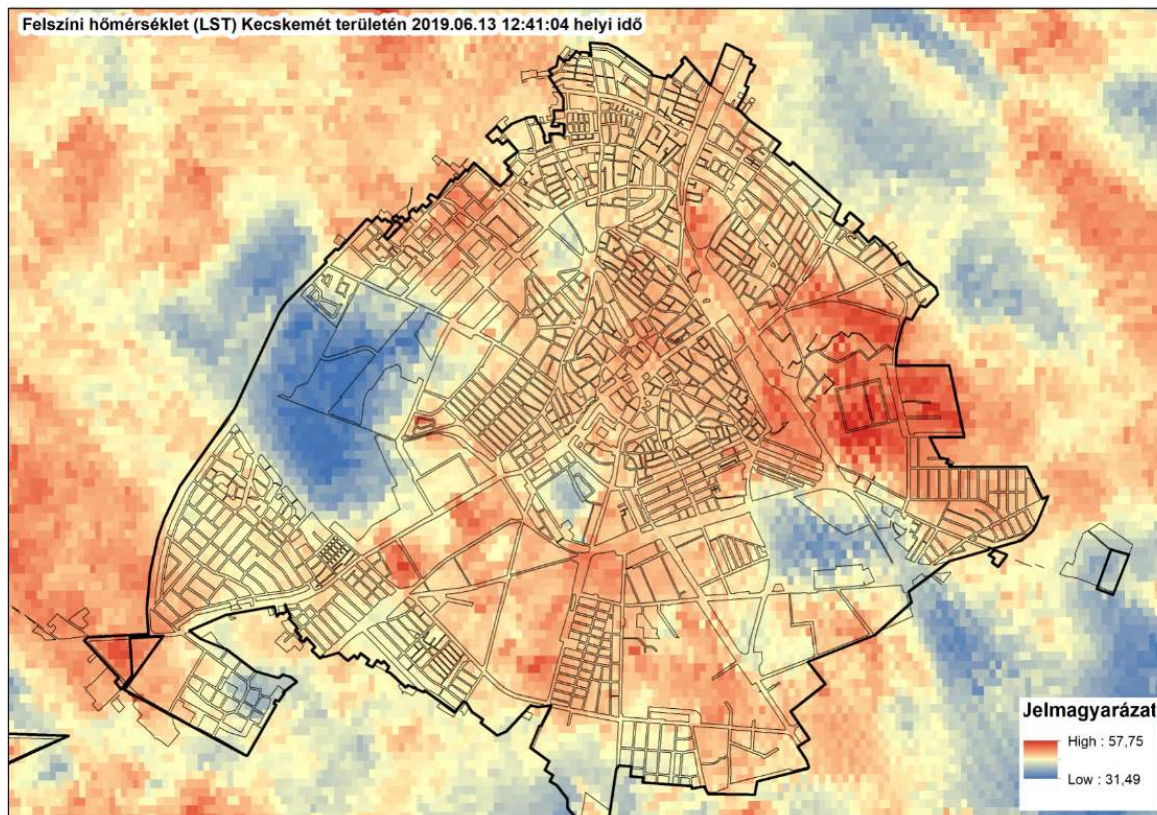 Felszíni hőmérséklet (LST) Kecskemét területén 2019.06.13 12:41:04 helyi idő
Jelmagyarázat
High : 57,75
Low : 31,49